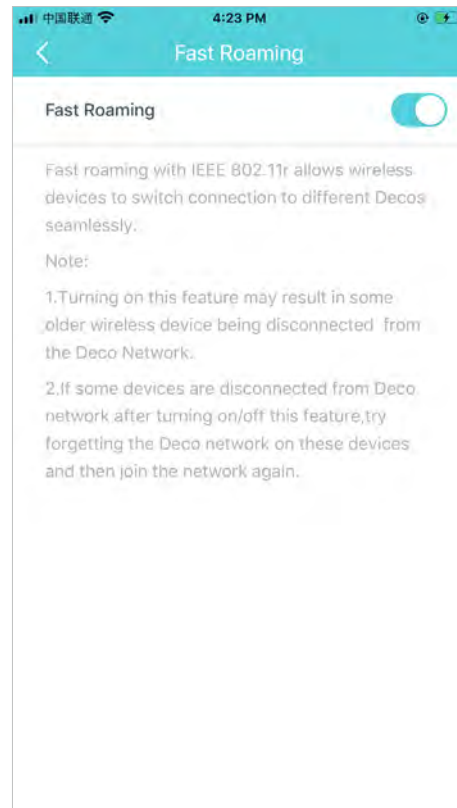 中国联通 4:23 PM
Fast Roaming
Fast Roaming
Fast roaming with IEEE 802.11r allows wireless
devices to switch connection to different Decos
seamlessly.
Note:
1.Turning on this feature may result in some
older wireless device being disconnected from
the Deco Network.
2.If some devices are disconnected from Deco
network after turning on/off this feature,try
forgetting the Deco network on these devices
and then join the network again.